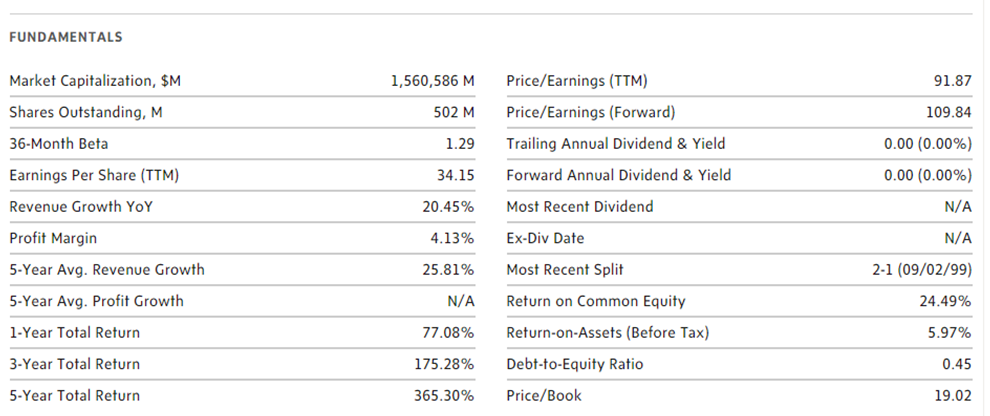 FUNDAMENTALS
Market Capitalization, $M 1,560,586 M
Shares Outstanding, M 502 M
36-Month Beta 1.29
Earnings Per Share (TTM) 34.15
Revenue Growth YoY 20.45%
Profit Margin 4.13%
5-Year Avg. Revenue Growth 25.81%
5-Year Avg. Profit Growth N/A
1-Year Total Return 77.08%
3-Year Total Return 175.28%
5-Year Total Return 365.30%
Price/Earnings (TTM) 91.87
Price/Earnings (Forward) 109.84
Trailing Annual Dividend & Yield 0.00 (0.00%)
Forward Annual Dividend & Yield 0.00 (0.00%)
Most Recent Dividend N/A
Ex-Div Date N/A
Most Recent Split 2-1 (09/02/99)
Return on Common Equity 24.49%
Return-on-Assets (Before Tax) 5.97%
Debt-to-Equity Ratio 0.45
Price/Book 19.02